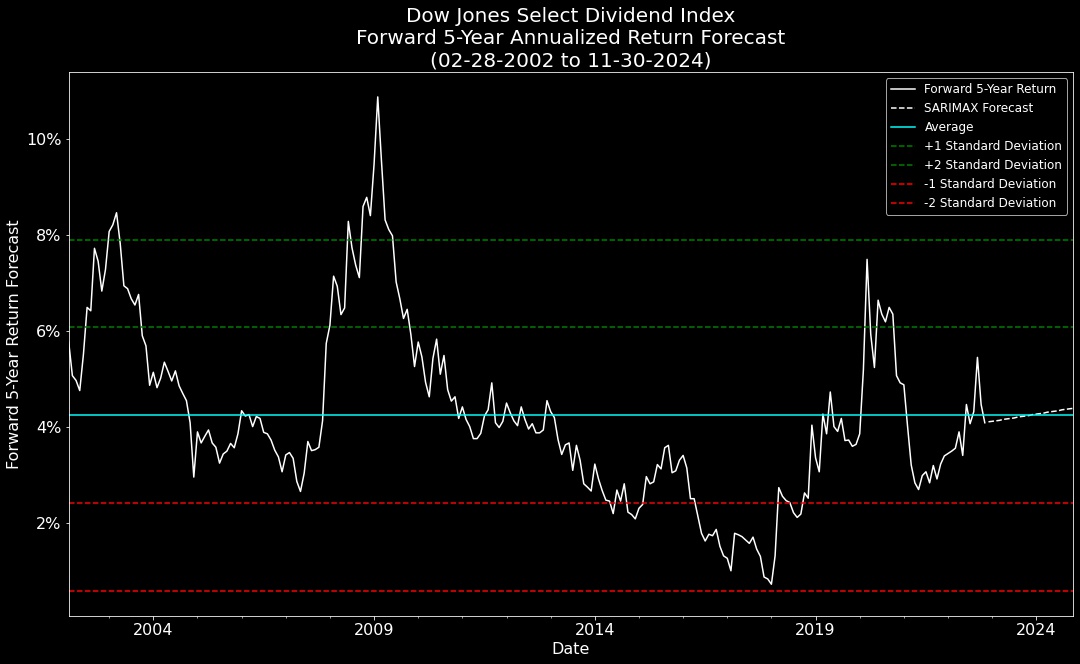 Dow Jones Select Dividend Index
Forward 5-Year Annualized Return Forecast
(02-28-2002 to 11-30-2024)
Forward 5-Year Return
SARIMAX Forecast
Average
+1 Standard Deviation
+2 Standard Deviation
-1 Standard Deviation
-2 Standard Deviation
Forward 5-Year Return Forecast
10%
8%
6%
4%
2%
2004 2009 2014 2019 2024
Date